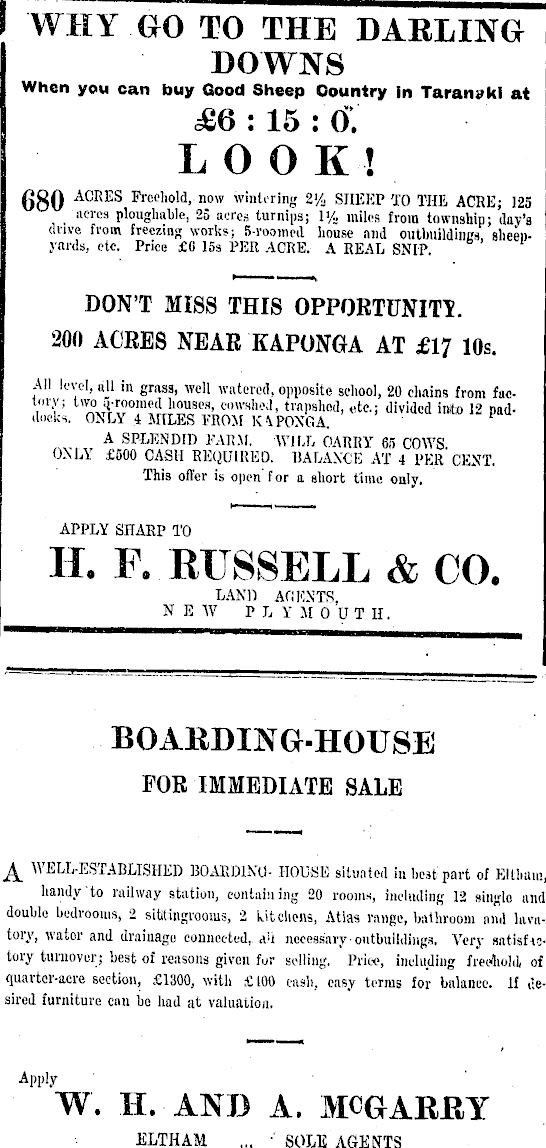 WHY GO TO THE DARLING
DOWNS
When you can buy Good Sheep Country in Taranaki at
£6 : 15 : 0.
LOOK!
680 ACRES Freehold, now wintering 2½ SHEEP TO THE ACRE; 125
acres ploughable, 25 acres turnips; 1½ miles from township; day's
drive from freezing works; 5-roomed house and outbuildings, sheep-
yards, etc. Price £6 15s PER ACRE. A REAL SNIP.
DON'T MISS THIS OPPORTUNITY.
200 ACRES NEAR KAPONGA AT £17 10s.
All level, all in grass, well watered, opposite school, 20 chains from fac-
tory; two 5-roomed houses, cowshed, trapshed, etc.; divided into 12 pad-
docks. ONLY 4 MILES FROM KAPONGA.
A SPLENDID FARM. WILL CARRY 65 COWS.
ONLY £500 CASH REQUIRED. BALANCE AT 4 PER CENT.
This offer is open for a short time only.
APPLY SHARP TO
H. F. RUSSELL & CO.
LAND AGENTS,
NEW PLYMOUTH.
BOARDING-HOUSE
FOR IMMEDIATE SALE
A WELL-ESTABLISHED BOARDING-HOUSE situated in best part of Eltham,
handy to railway station, containing 20 rooms, including 12 single and
double bedrooms, 2 sittingrooms, 2 kitchens, Atlas range, bathroom and lava-
tory, water and drainage connected, all necessary outbuildings. Very satisfac-
tory turnover; best of reasons given for selling. Price, including freehold of
quarter-acre section, £1300, with £100 cash, easy terms for balance. If de-
sired furniture can be had at valuation.
Apply
W. H. AND A. McGARRY
ELTHAM ... SOLE AGENTS